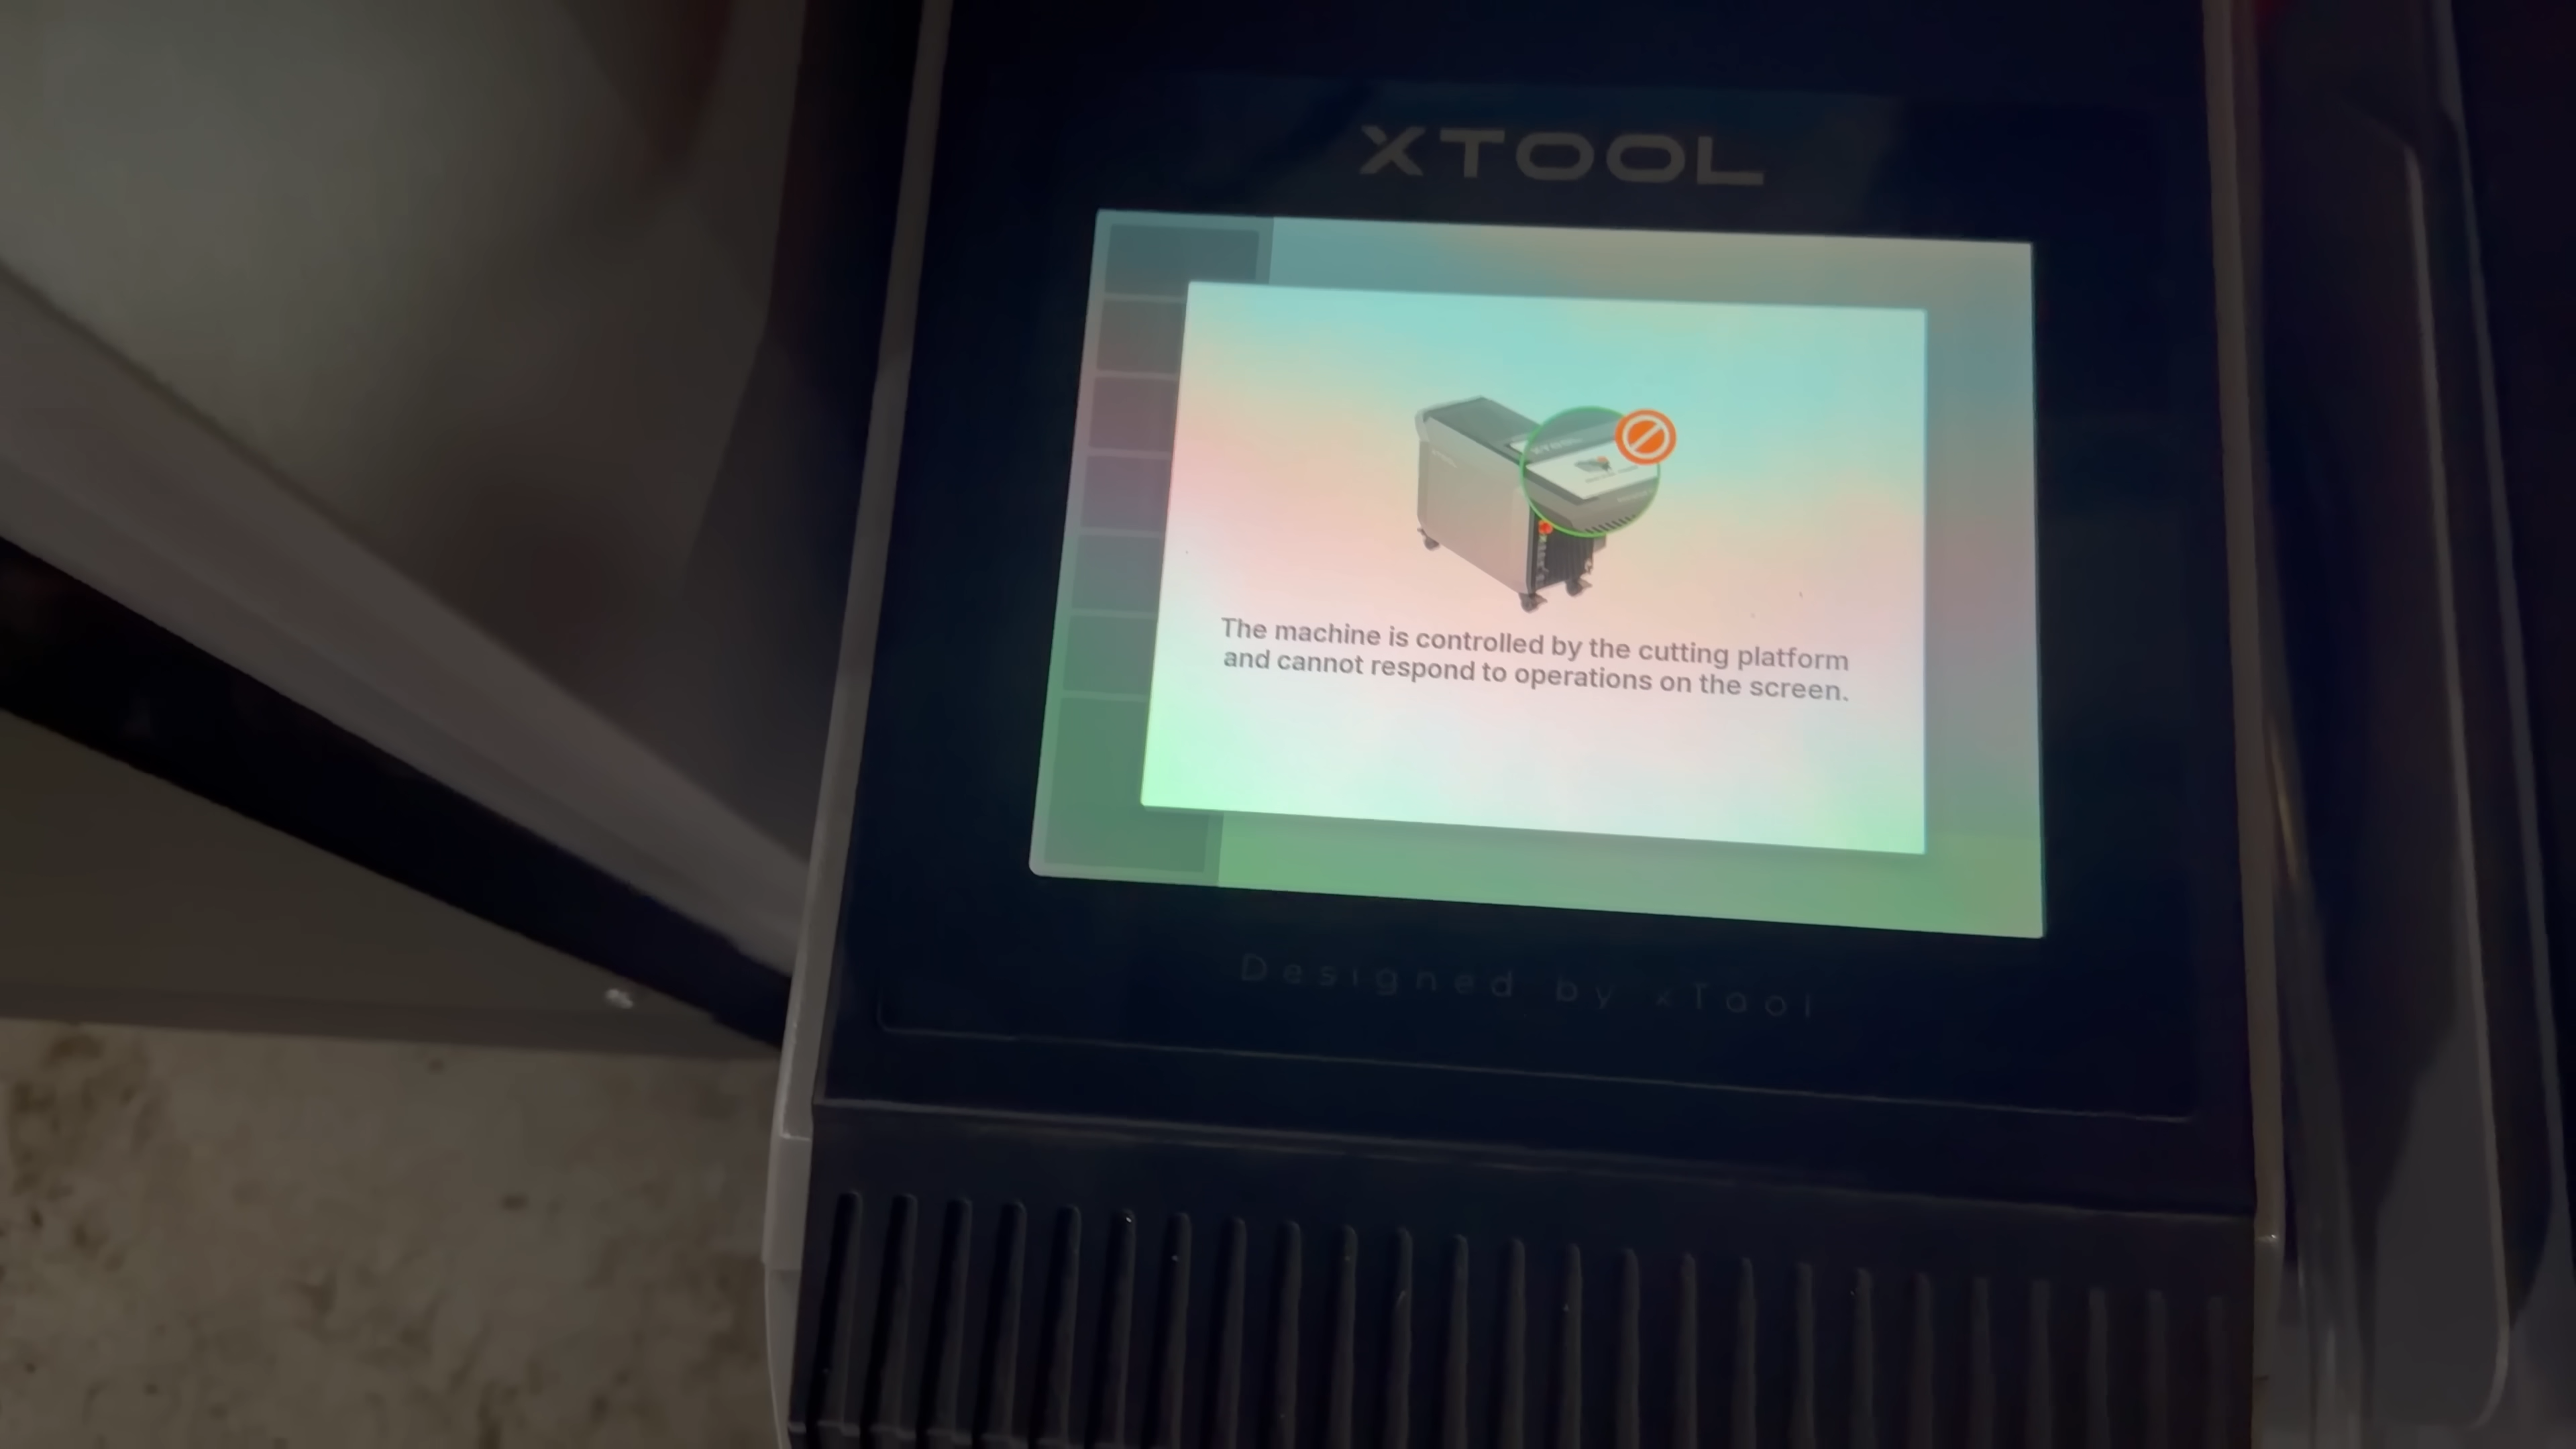 XTOOL
The machine is controlled by the cutting platform
and cannot respond to operations on the screen.
Designed by xTool